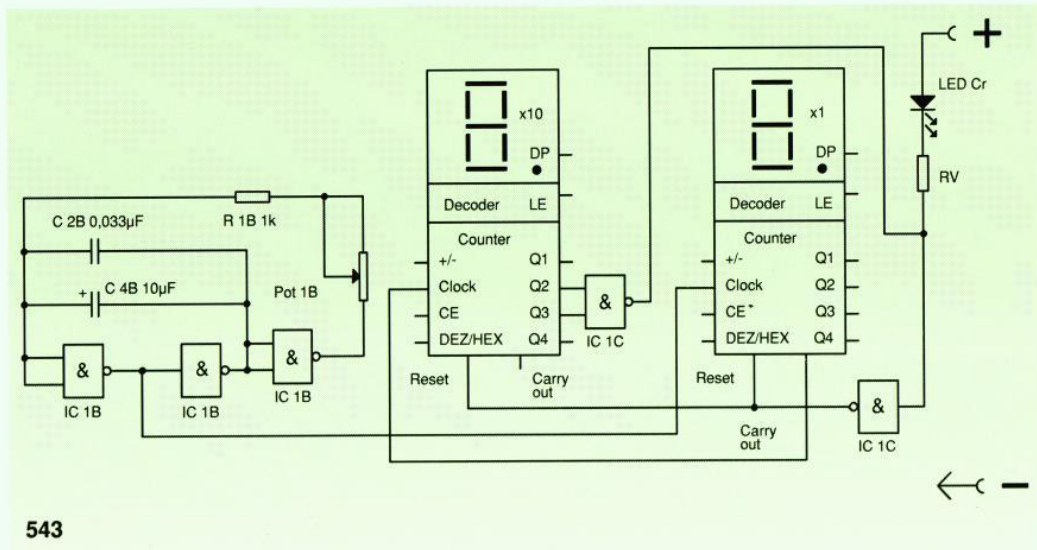 +
LED Cr
RV
x10
DP
Decoder LE
Counter
+/- Q1
Clock Q2
CE Q3
DEZ/HEX Q4
Reset
Carry
out
&
IC 1C
x1
DP
Decoder LE
Counter
+/- Q1
Clock Q2
CE Q3
DEZ/HEX Q4
Reset
Carry
out
&
IC 1C
R 1B 1k
C 2B 0,033µF
+ C 4B 10µF
Pot 1B
&
IC 1B
&
IC 1B
&
IC 1B
−
543